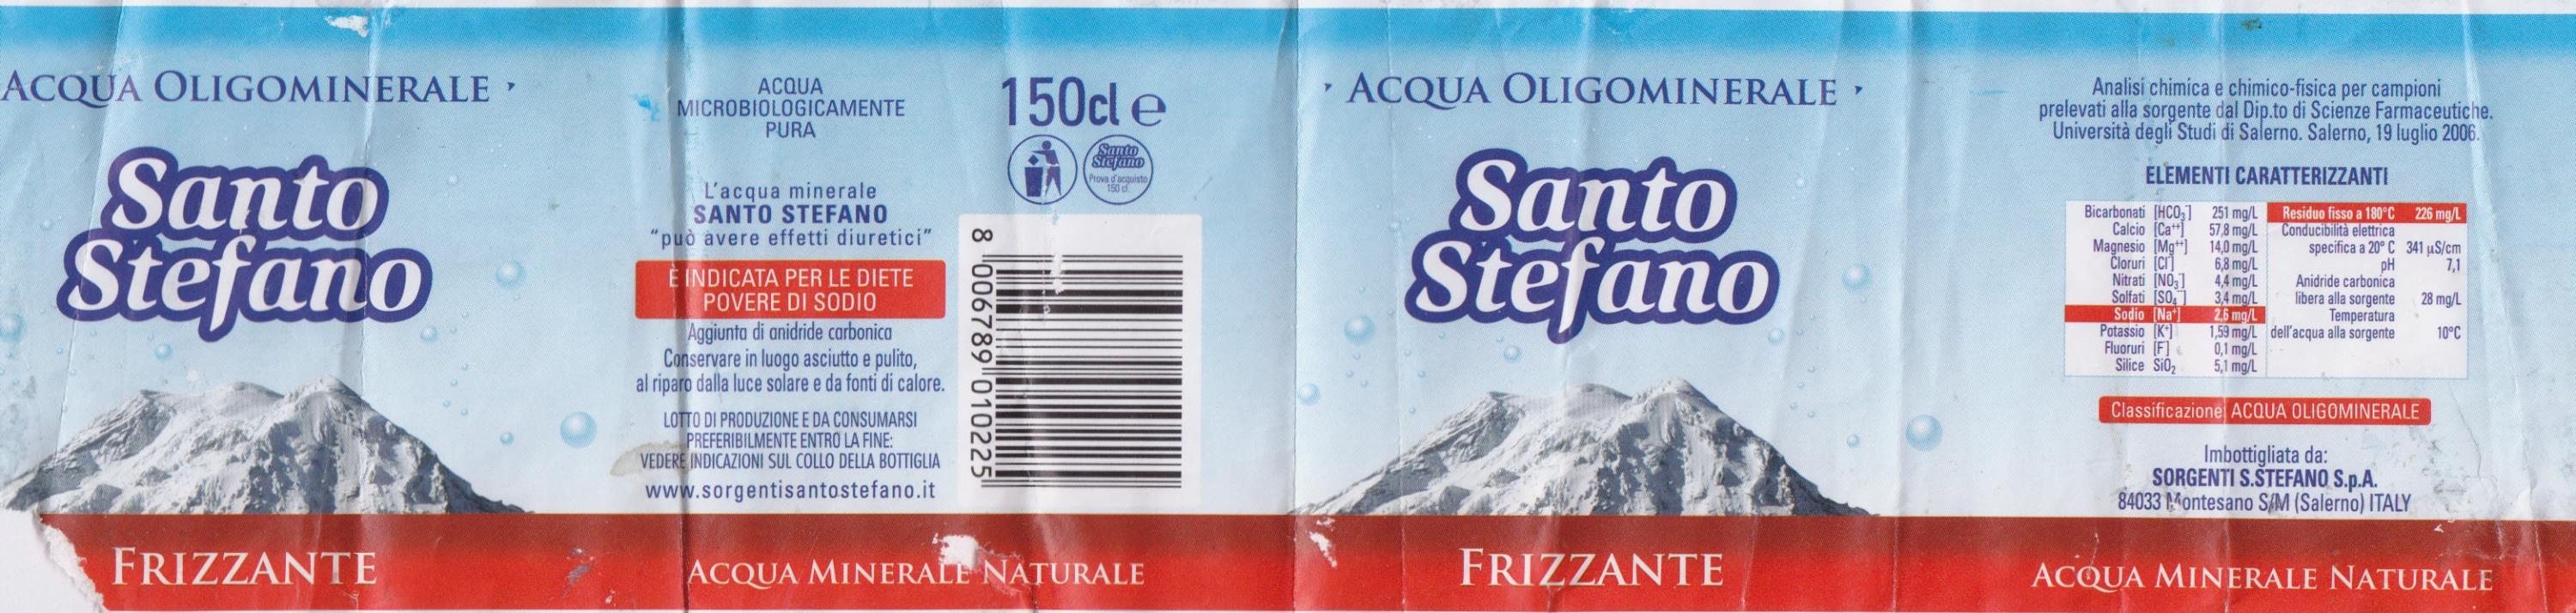 ACQUA OLIGOMINERALE
Santo
Stefano
FRIZZANTE
ACQUA
MICROBIOLOGICAMENTE
PURA
L'acqua minerale
SANTO STEFANO
"può avere effetti diuretici"
È INDICATA PER LE DIETE
POVERE DI SODIO
Aggiunta di anidride carbonica
Conservare in luogo asciutto e pulito,
al riparo dalla luce solare e da fonti di calore.
LOTTO DI PRODUZIONE E DA CONSUMARSI
PREFERIBILMENTE ENTRO LA FINE:
VEDERE INDICAZIONI SUL COLLO DELLA BOTTIGLIA
www.sorgentisantostefano.it
150cl e
Santo
Stefano
Prova d'acquisto
150 cl.
8 006789 010225
ACQUA MINERALE NATURALE
ACQUA OLIGOMINERALE
Santo
Stefano
FRIZZANTE
Analisi chimica e chimico-fisica per campioni
prelevati alla sorgente dal Dip.to di Scienze Farmaceutiche.
Università degli Studi di Salerno. Salerno, 19 luglio 2006.
ELEMENTI CARATTERIZZANTI
Bicarbonati [HCO₃⁻] 251 mg/L
Calcio [Ca⁺⁺] 57,8 mg/L
Magnesio [Mg⁺⁺] 14,0 mg/L
Cloruri [Cl⁻] 6,8 mg/L
Nitrati [NO₃⁻] 4,4 mg/L
Solfati [SO₄⁻⁻] 3,4 mg/L
Sodio [Na⁺] 2,6 mg/L
Potassio [K⁺] 1,59 mg/L
Fluoruri [F⁻] 0,1 mg/L
Silice SiO₂ 5,1 mg/L
Residuo fisso a 180°C 226 mg/L
Conducibilità elettrica
specifica a 20° C 341 µS/cm
pH 7,1
Anidride carbonica
libera alla sorgente 28 mg/L
Temperatura
dell'acqua alla sorgente 10°C
Classificazione: ACQUA OLIGOMINERALE
Imbottigliata da:
SORGENTI S.STEFANO S.p.A.
84033 Montesano S/M (Salerno) ITALY
ACQUA MINERALE NATURALE